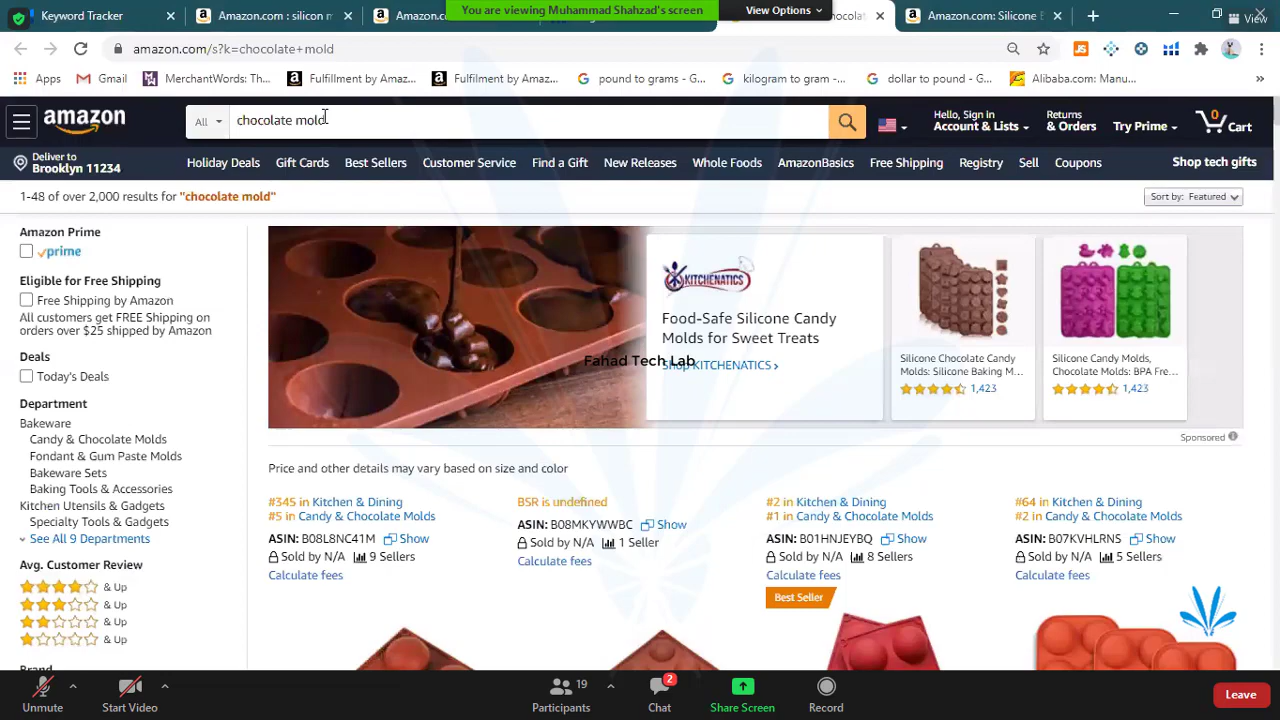 You are viewing Muhammad Shahzad's screen
View Options
Keyword Tracker
Amazon.com : silicon m
Amazon.com: Silicone B
View
amazon.com/s?k=chocolate+mold
Apps
Gmail
MerchantWords: Th...
Fulfillment by Amaz...
Fulfilment by Amaz...
pound to grams - G...
kilogram to gram -...
dollar to pound - G...
Alibaba.com: Manu...
»
amazon
All
chocolate mold
Hello, Sign in
Account & Lists
Returns
& Orders
Try Prime
0
Cart
Deliver to
Brooklyn 11234
Holiday Deals
Gift Cards
Best Sellers
Customer Service
Find a Gift
New Releases
Whole Foods
AmazonBasics
Free Shipping
Registry
Sell
Coupons
Shop tech gifts
1-48 of over 2,000 results for "chocolate mold"
Sort by: Featured
Amazon Prime
prime
Eligible for Free Shipping
Free Shipping by Amazon
All customers get FREE Shipping on
orders over $25 shipped by Amazon
Deals
Today's Deals
Department
Bakeware
Candy & Chocolate Molds
Fondant & Gum Paste Molds
Bakeware Sets
Baking Tools & Accessories
Kitchen Utensils & Gadgets
Specialty Tools & Gadgets
See All 9 Departments
Avg. Customer Review
& Up
& Up
& Up
& Up
Brand
KITCHENATICS
Food-Safe Silicone Candy
Molds for Sweet Treats
Shop KITCHENATICS ›
Fahad Tech Lab
Silicone Chocolate Candy
Molds: Silicone Baking M...
1,423
Silicone Candy Molds,
Chocolate Molds: BPA Fre...
1,423
Sponsored
Price and other details may vary based on size and color
#345 in Kitchen & Dining
#5 in Candy & Chocolate Molds
ASIN: B08L8NC41M Show
Sold by N/A 9 Sellers
Calculate fees
BSR is undefined
ASIN: B08MKYWWBC Show
Sold by N/A 1 Seller
Calculate fees
#2 in Kitchen & Dining
#1 in Candy & Chocolate Molds
ASIN: B01HNJEYBQ Show
Sold by N/A 8 Sellers
Calculate fees
Best Seller
#64 in Kitchen & Dining
#2 in Candy & Chocolate Molds
ASIN: B07KVHLRNS Show
Sold by N/A 5 Sellers
Calculate fees
Unmute
Start Video
19
Participants
2
Chat
Share Screen
Record
Leave